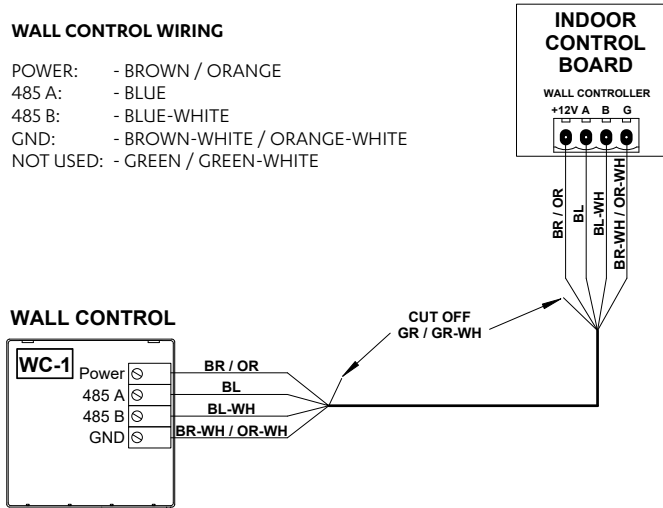 WALL CONTROL WIRING
POWER: - BROWN / ORANGE
485 A: - BLUE
485 B: - BLUE-WHITE
GND: - BROWN-WHITE / ORANGE-WHITE
NOT USED: - GREEN / GREEN-WHITE
INDOOR
CONTROL
BOARD
WALL CONTROLLER
+12V A B G
BR / OR
BL
BL-WH
BR-WH / OR-WH
CUT OFF
GR / GR-WH
WALL CONTROL
WC-1
Power
485 A
485 B
GND
BR / OR
BL
BL-WH
BR-WH / OR-WH